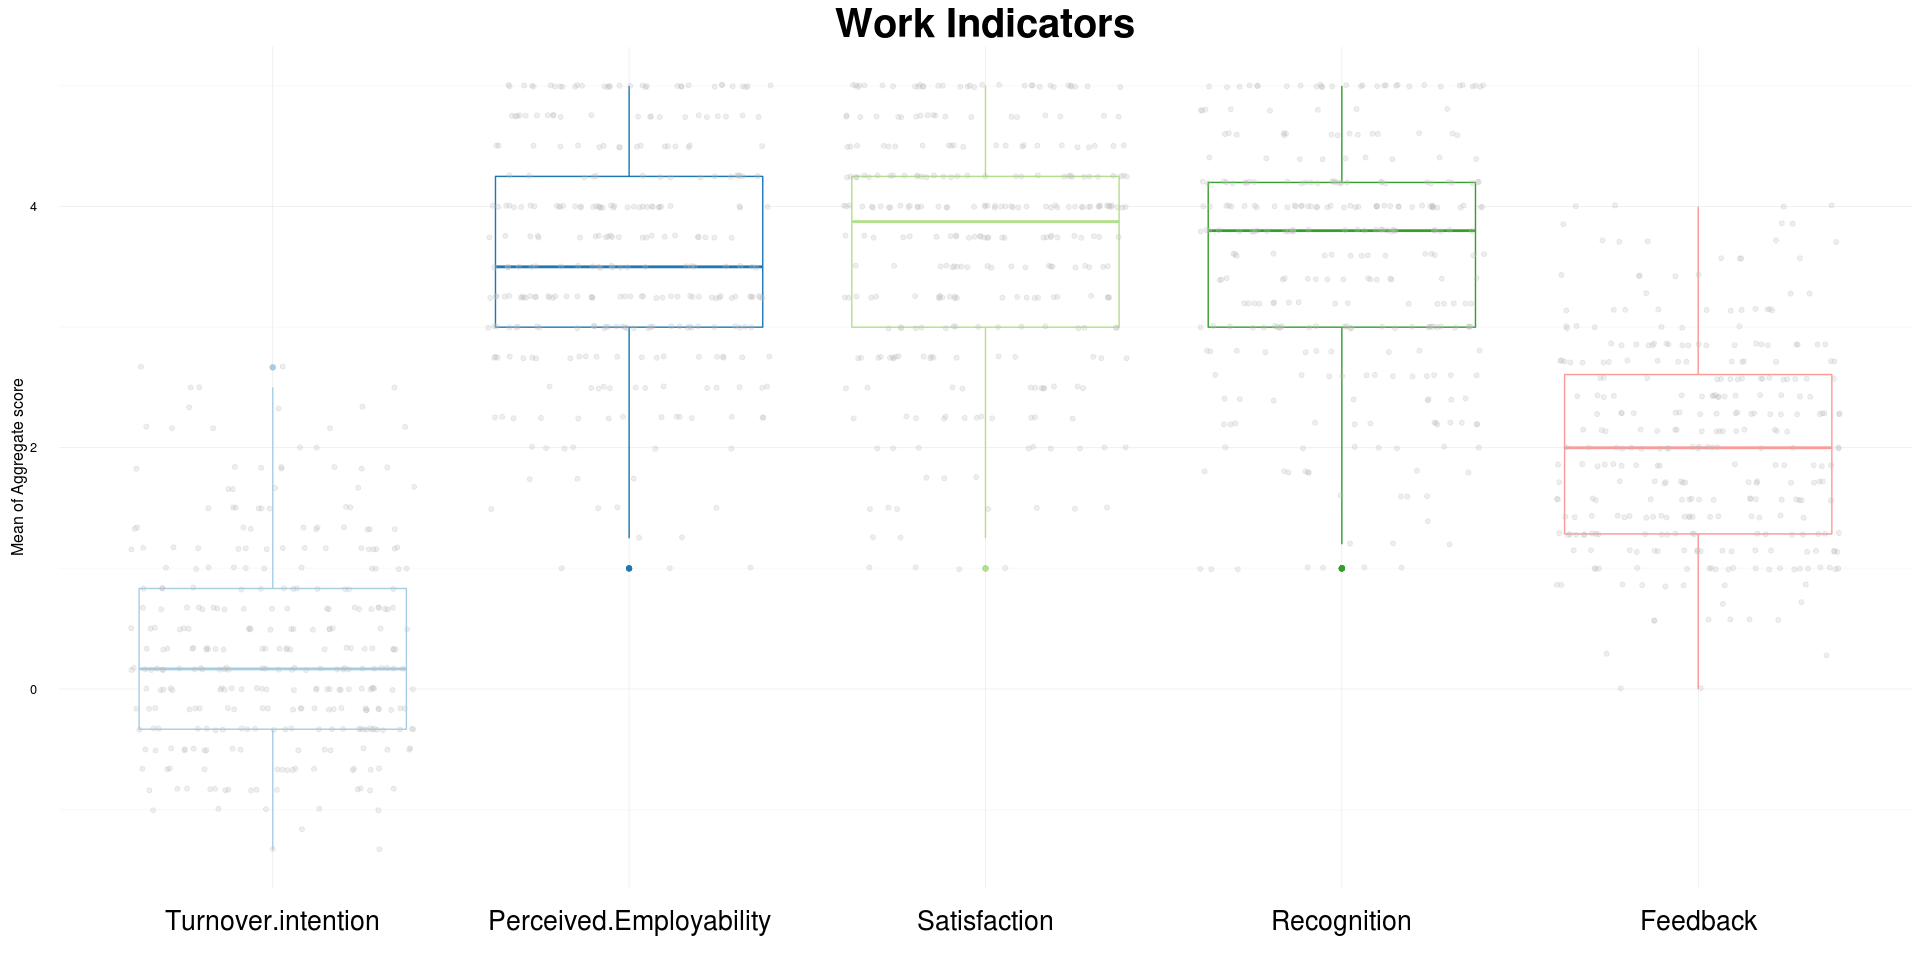 Work Indicators
Mean of Aggregate score
4
2
0
Turnover.intention
Perceived.Employability
Satisfaction
Recognition
Feedback